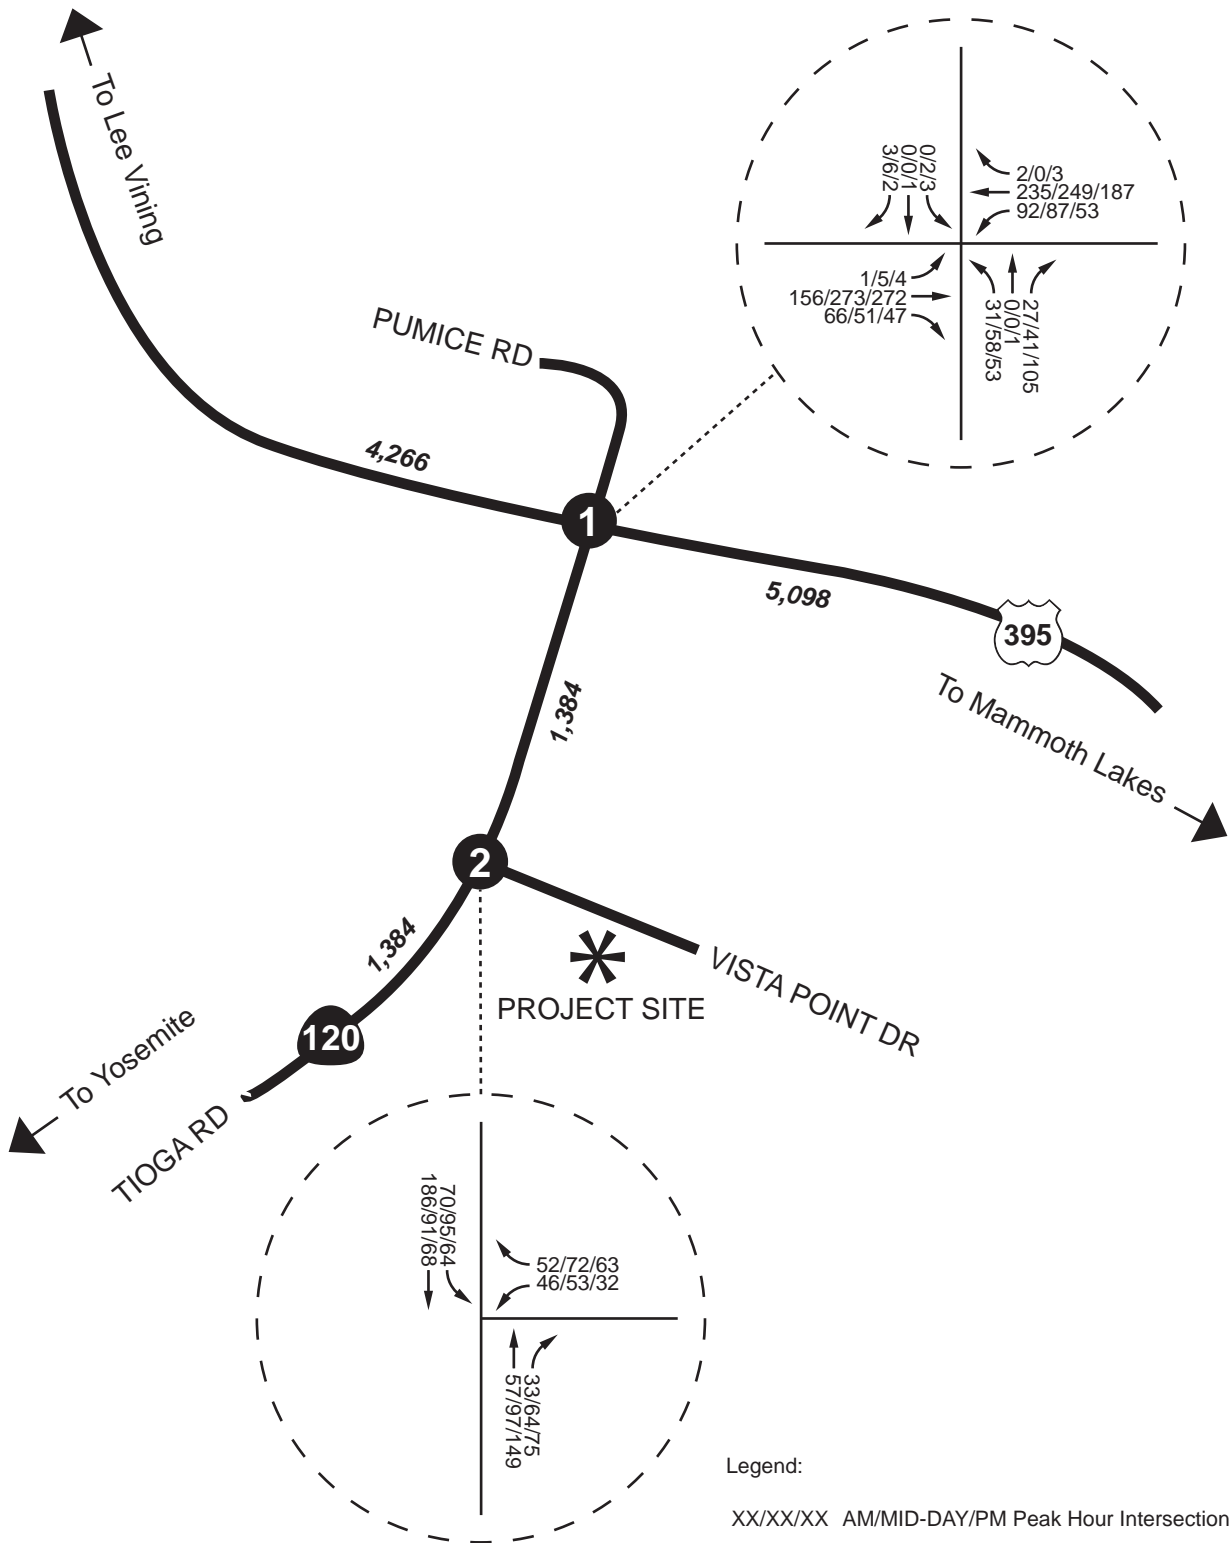 To Lee Vining
0/2/3
0/0/1
3/6/2
2/0/3
235/249/187
92/87/53
1/5/4
156/273/272
66/51/47
27/41/105
0/0/1
31/58/53
PUMICE RD
4,266
1
5,098
395
To Mammoth Lakes
1,384
2
1,384
PROJECT SITE
VISTA POINT DR
120
To Yosemite
TIOGA RD
70/95/64
186/91/68
52/72/63
46/53/32
33/64/75
57/97/149
Legend:
XX/XX/XX AM/MID-DAY/PM Peak Hour Intersection